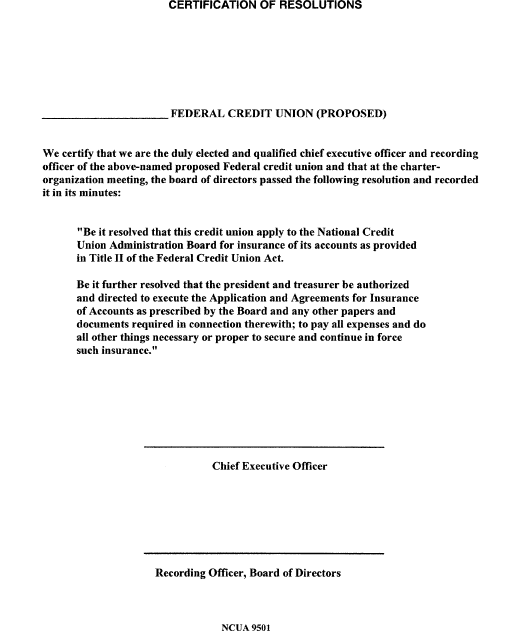 CERTIFICATION OF RESOLUTIONS
____________________ FEDERAL CREDIT UNION (PROPOSED)
We certify that we are the duly elected and qualified chief executive officer and recording
officer of the above-named proposed Federal credit union and that at the charter-
organization meeting, the board of directors passed the following resolution and recorded
it in its minutes:
"Be it resolved that this credit union apply to the National Credit
Union Administration Board for insurance of its accounts as provided
in Title II of the Federal Credit Union Act.
Be it further resolved that the president and treasurer be authorized
and directed to execute the Application and Agreements for Insurance
of Accounts as prescribed by the Board and any other papers and
documents required in connection therewith; to pay all expenses and do
all other things necessary or proper to secure and continue in force
such insurance."
Chief Executive Officer
Recording Officer, Board of Directors
NCUA 9501